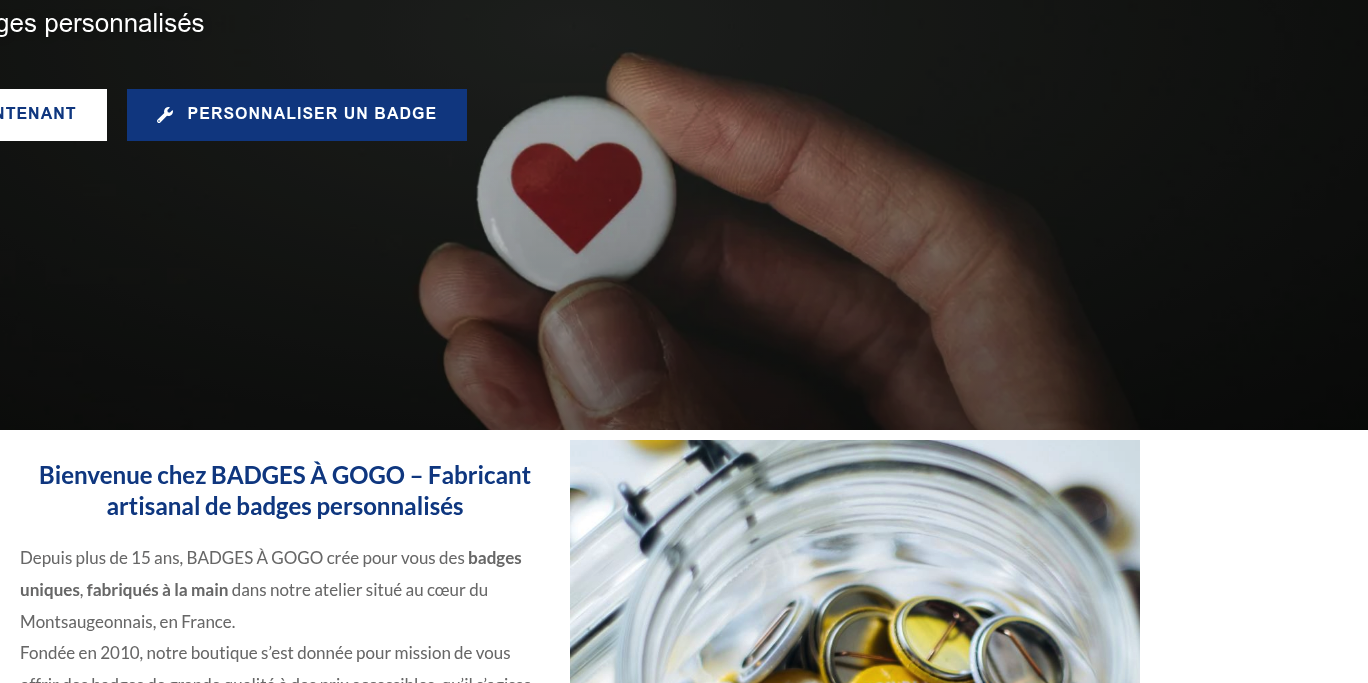 personnalisés
PERSONNALISER UN BADGE
Bienvenue chez BADGES À GOGO – Fabricant
artisanal de badges personnalisés
Depuis plus de 15 ans, BADGES À GOGO crée pour vous des badges
uniques, fabriqués à la main dans notre atelier situé au cœur du
Montsaugeonnais, en France.
Fondée en 2010, notre boutique s’est donnée pour mission de vous